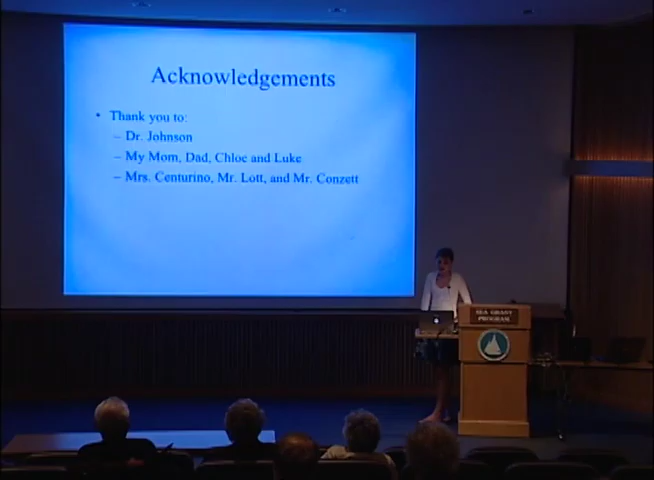 Acknowledgements
• Thank you to:
– Dr. Johnson
– My Mom, Dad, Chloe and Luke
– Mrs. Centurino, Mr. Lott, and Mr. Conzett
SEA GRANT
PROGRAM